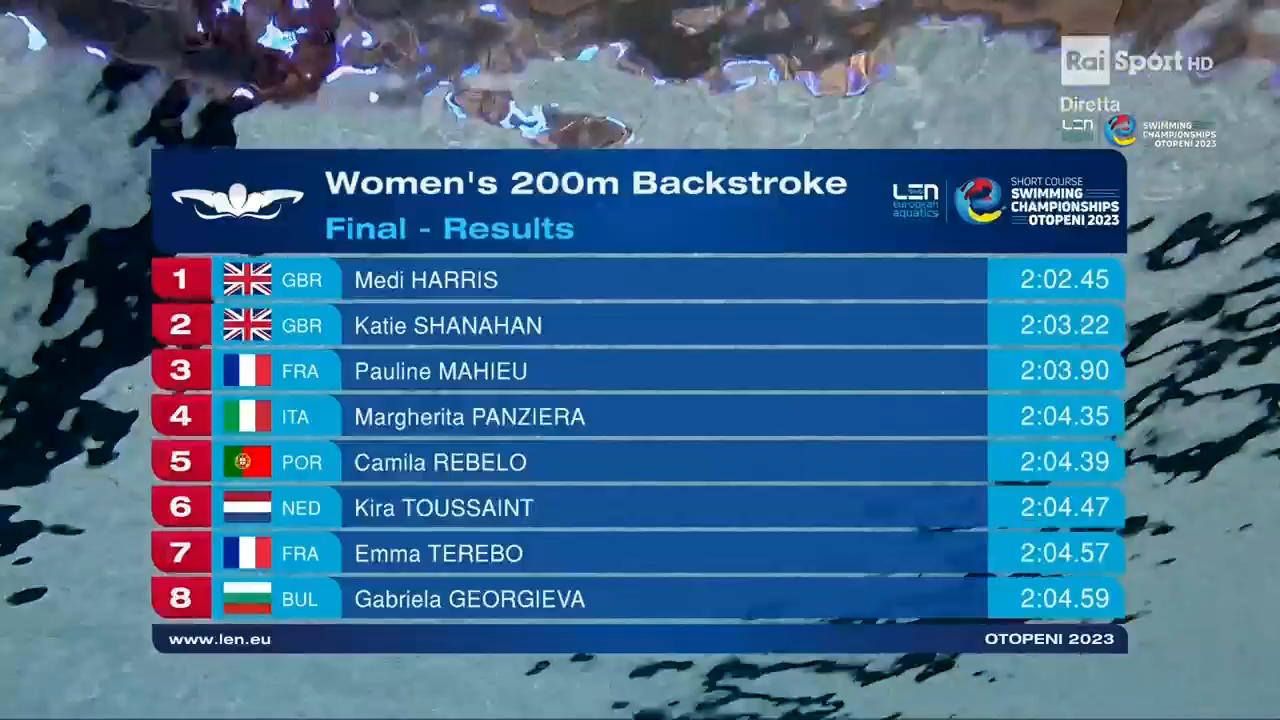 Rai Sport HD
Diretta
LEN
SWIMMING
CHAMPIONSHIPS
OTOPENI 2023
Women's 200m Backstroke
Final - Results
LEN
European
aquatics
SHORT COURSE
SWIMMING
CHAMPIONSHIPS
OTOPENI 2023
1 GBR Medi HARRIS 2:02.45
2 GBR Katie SHANAHAN 2:03.22
3 FRA Pauline MAHIEU 2:03.90
4 ITA Margherita PANZIERA 2:04.35
5 POR Camila REBELO 2:04.39
6 NED Kira TOUSSAINT 2:04.47
7 FRA Emma TEREBO 2:04.57
8 BUL Gabriela GEORGIEVA 2:04.59
www.len.eu OTOPENI 2023